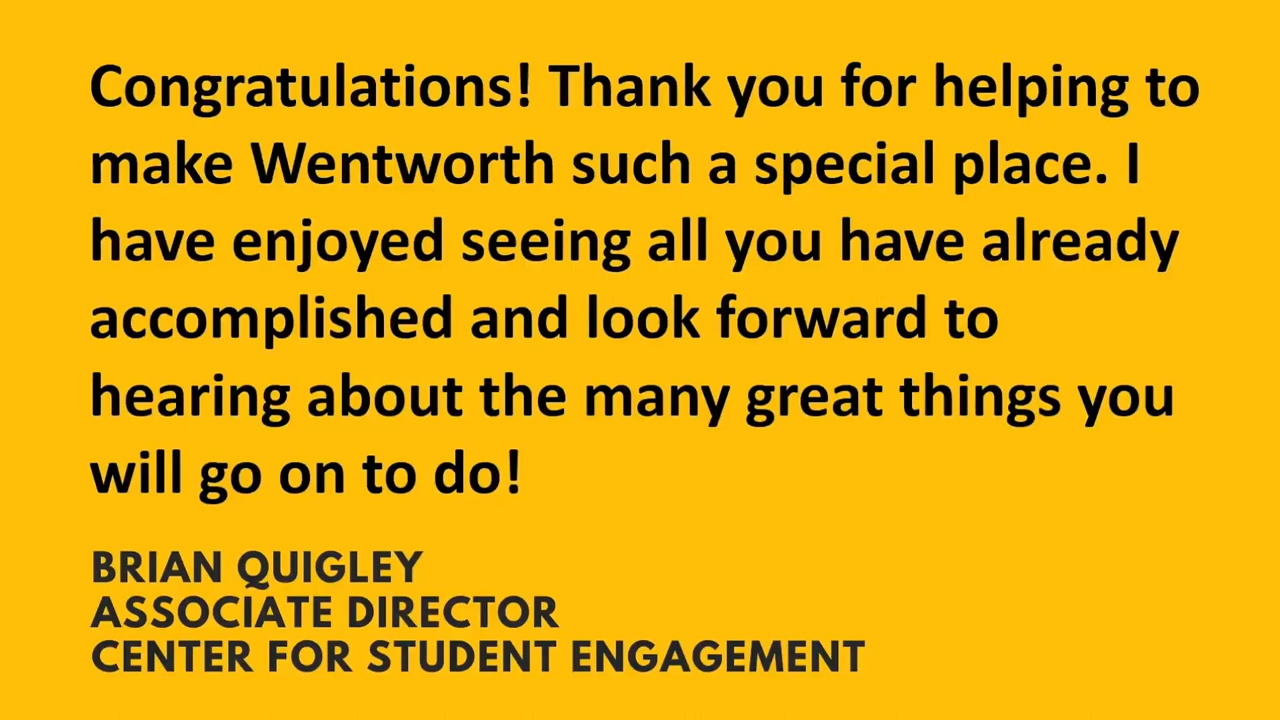 Congratulations! Thank you for helping to
make Wentworth such a special place. I
have enjoyed seeing all you have already
accomplished and look forward to
hearing about the many great things you
will go on to do!
BRIAN QUIGLEY
ASSOCIATE DIRECTOR
CENTER FOR STUDENT ENGAGEMENT